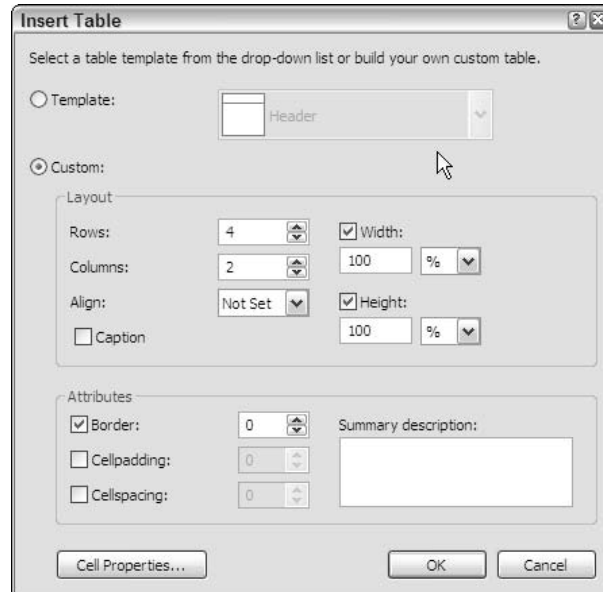 Insert Table
Select a table template from the drop-down list or build your own custom table.
Template:
Header
Custom:
Layout
Rows: 4
Width:
100 %
Columns: 2
Align: Not Set
Height:
100 %
Caption
Attributes
Border: 0
Summary description:
Cellpadding: 0
Cellspacing: 0
Cell Properties...
OK
Cancel